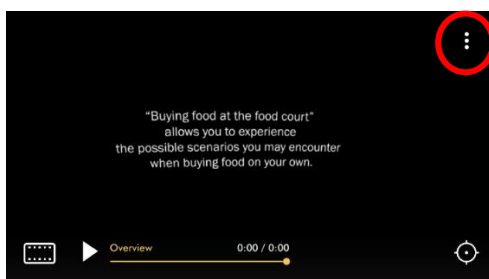 “Buying food at the food court”
allows you to experience
the possible scenarios you may encounter
when buying food on your own.
Overview 0:00 / 0:00